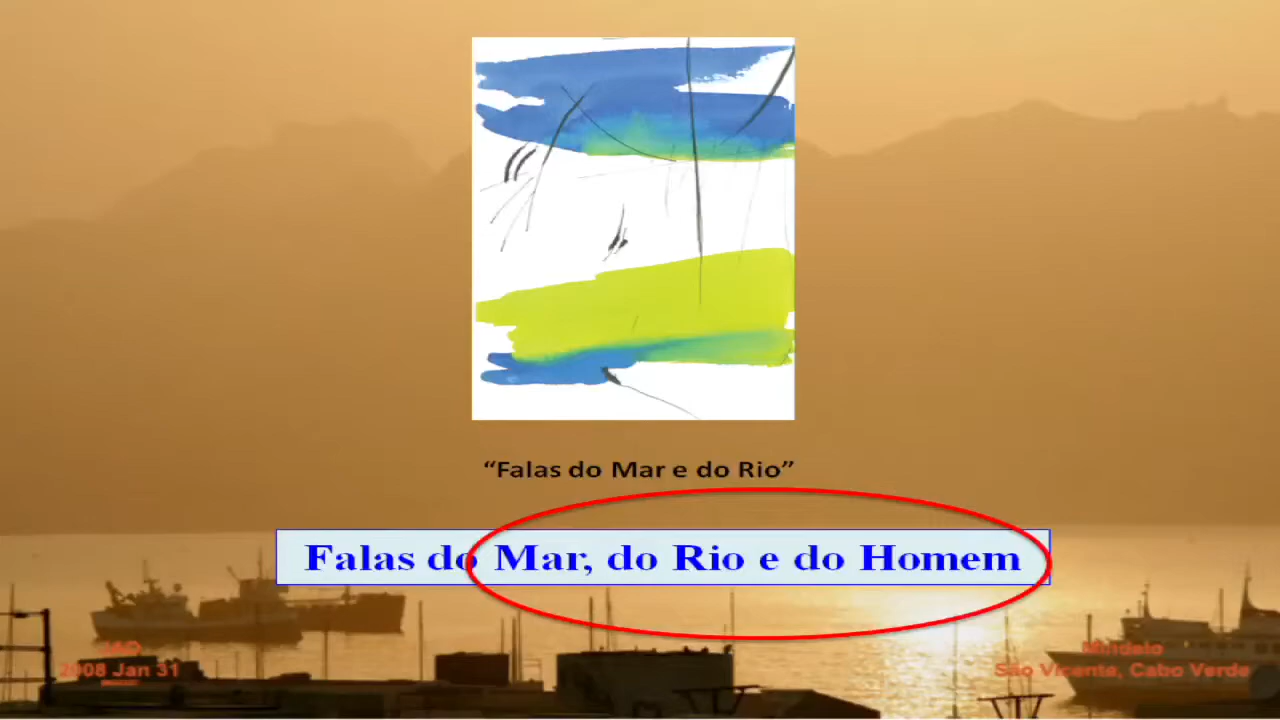 “Falas do Mar e do Rio”
Falas do Mar, do Rio e do Homem
2008 Jan 31
Mindelo
São Vicente, Cabo Verde